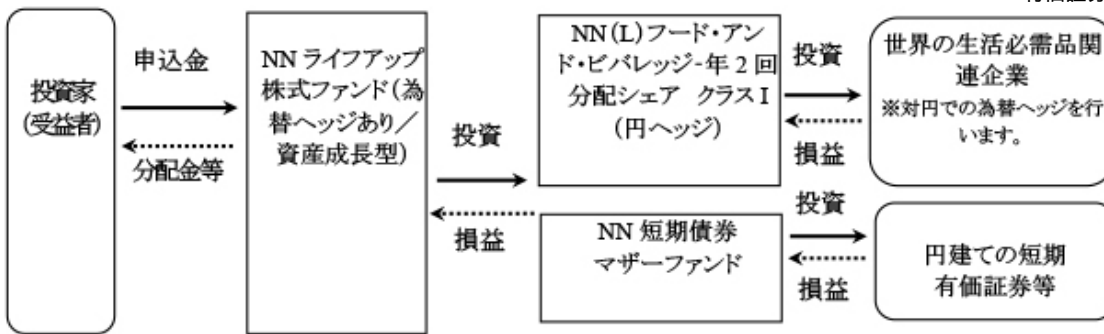 投資家
(受益者)
申込金
分配金等
NN ライフアップ
株式ファンド(為
替ヘッジあり／
資産成長型)
投資
損益
NN(L)フード・アン
ド・ビバレッジ-年 2 回
分配シェア クラス I
(円ヘッジ)
NN 短期債券
マザーファンド
投資
損益
投資
損益
世界の生活必需品関
連企業
※対円での為替ヘッジを行
います。
円建ての短期
有価証券等